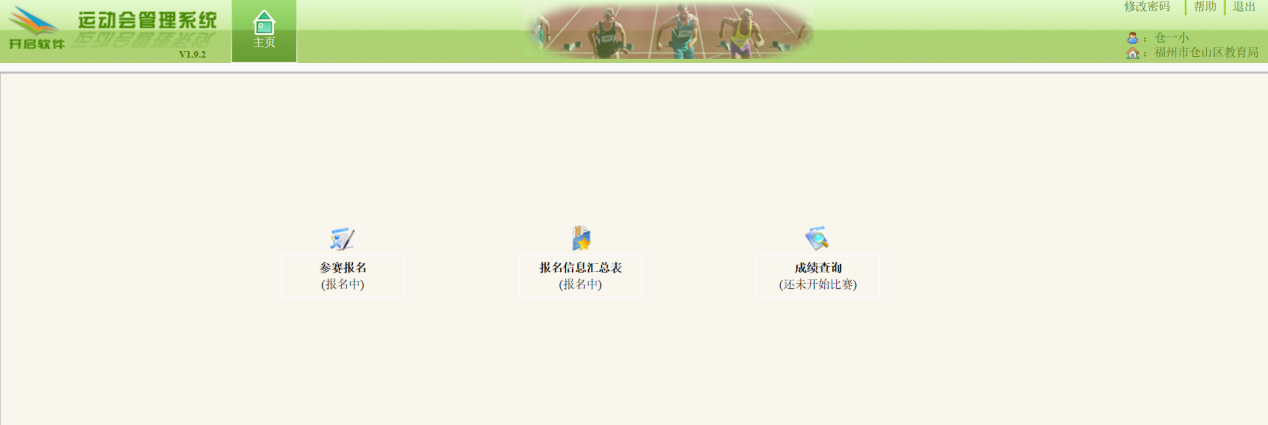 开启软件
运动会管理系统
V1.9.2
主页
修改密码 帮助 退出
： 仓一小
： 福州市仓山区教育局
参赛报名
(报名中)
报名信息汇总表
(报名中)
成绩查询
(还未开始比赛)